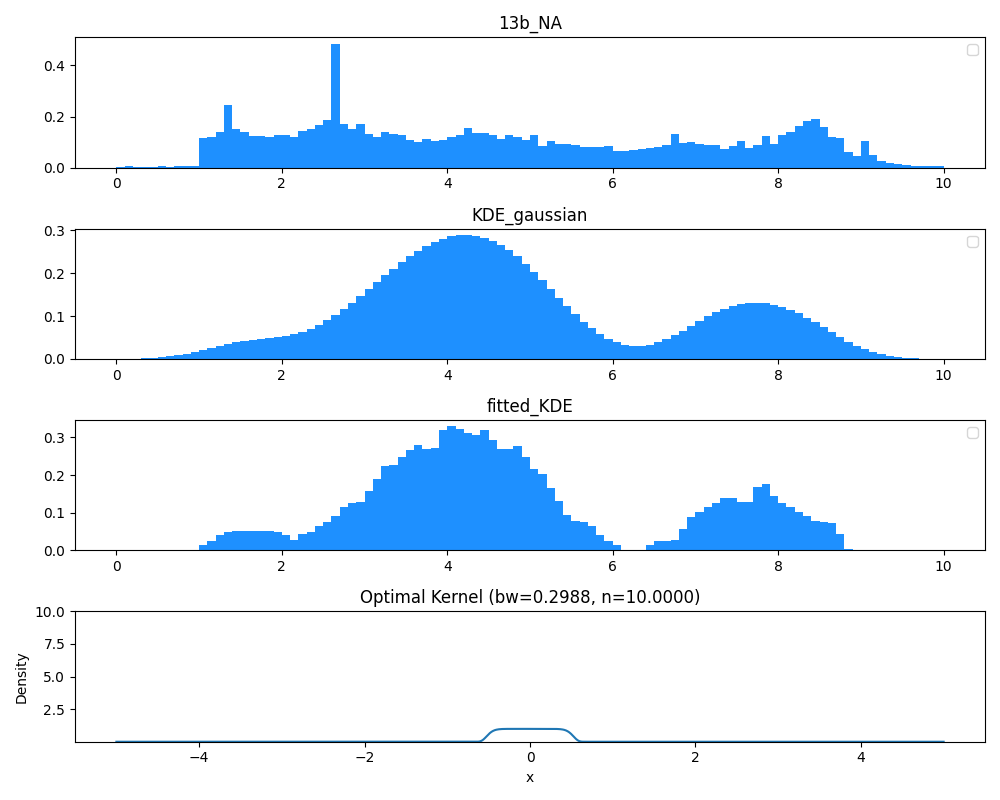 13b_NA
0.4
0.2
0.0
0 2 4 6 8 10
KDE_gaussian
0.3
0.2
0.1
0.0
0 2 4 6 8 10
fitted_KDE
0.3
0.2
0.1
0.0
0 2 4 6 8 10
Optimal Kernel (bw=0.2988, n=10.0000)
Density
10.0
7.5
5.0
2.5
−4 −2 0 2 4
x